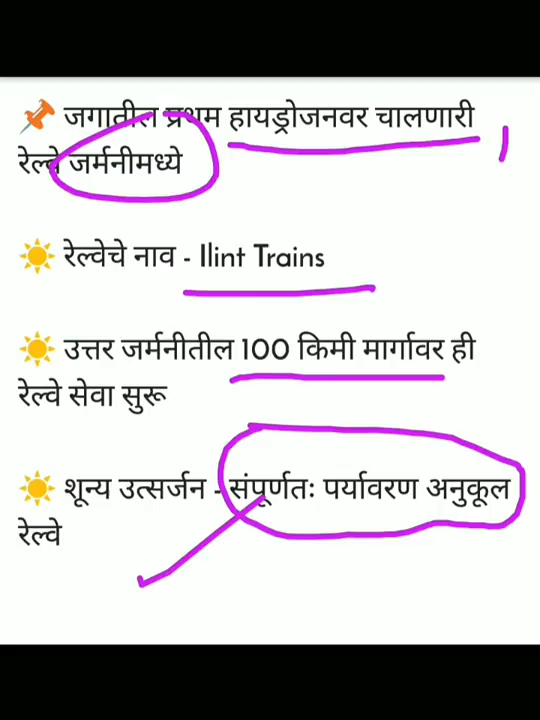 जगातील प्रथम हायड्रोजनवर चालणारी
रेल्वे जर्मनीमध्ये
रेल्वेचे नाव - Ilint Trains
उत्तर जर्मनीतील 100 किमी मार्गावर ही
रेल्वे सेवा सुरू
शून्य उत्सर्जन - संपूर्णतः पर्यावरण अनुकूल
रेल्वे